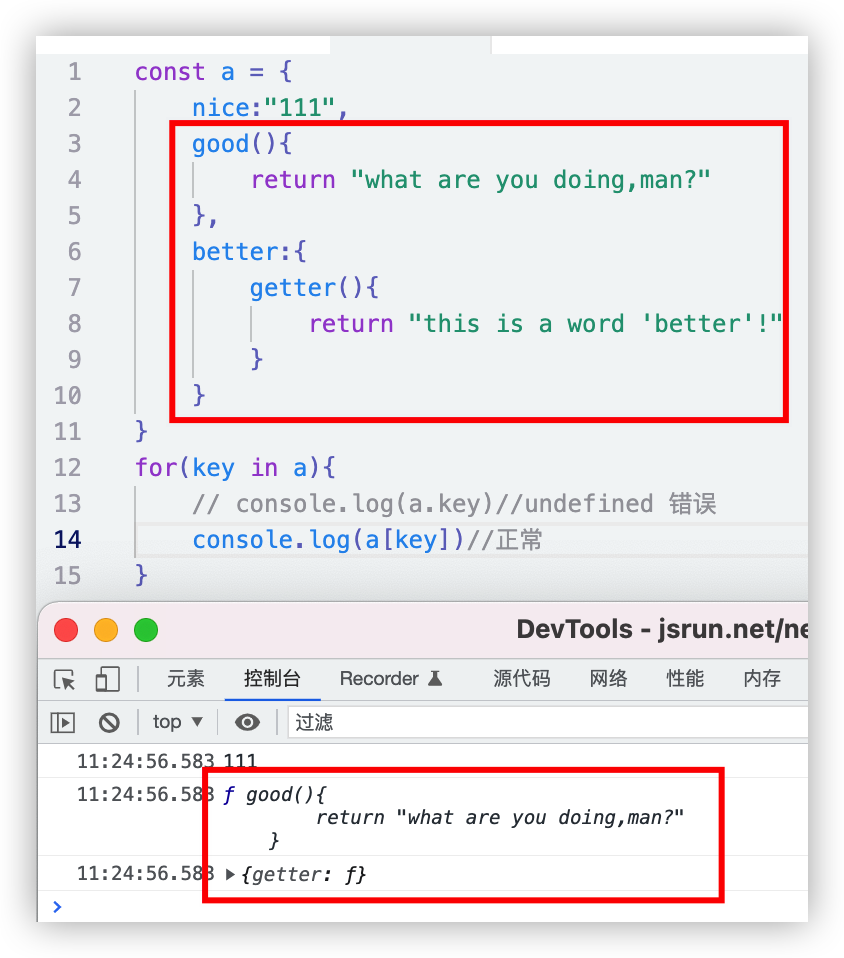 1 const a = {
2 nice:"111",
3 good(){
4 return "what are you doing,man?"
5 },
6 better:{
7 getter(){
8 return "this is a word 'better'!"
9 }
10 }
11 }
12 for(key in a){
13 // console.log(a.key)//undefined 错误
14 console.log(a[key])//正常
15 }
DevTools - jsrun.net/ne
元素 控制台 Recorder 源代码 网络 性能 内存
top ▼ 过滤
11:24:56.583 111
11:24:56.583 ƒ good(){
return "what are you doing,man?"
}
11:24:56.583 ▶{getter: ƒ}
>